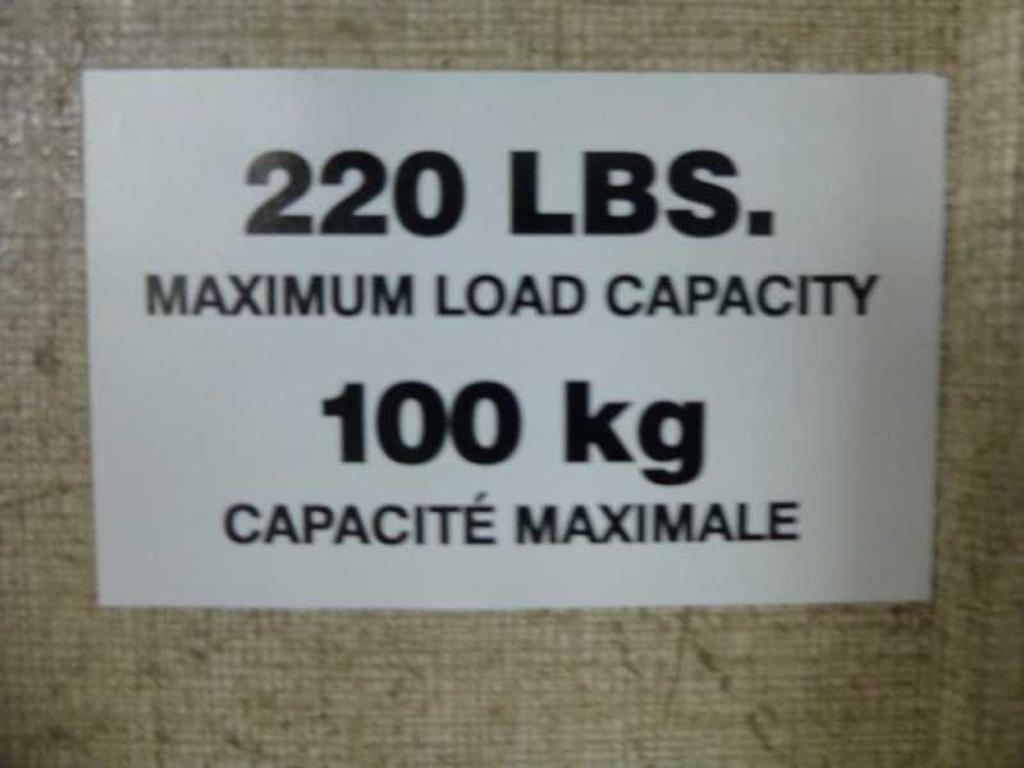 220 LBS.
MAXIMUM LOAD CAPACITY
100 kg
CAPACITÉ MAXIMALE